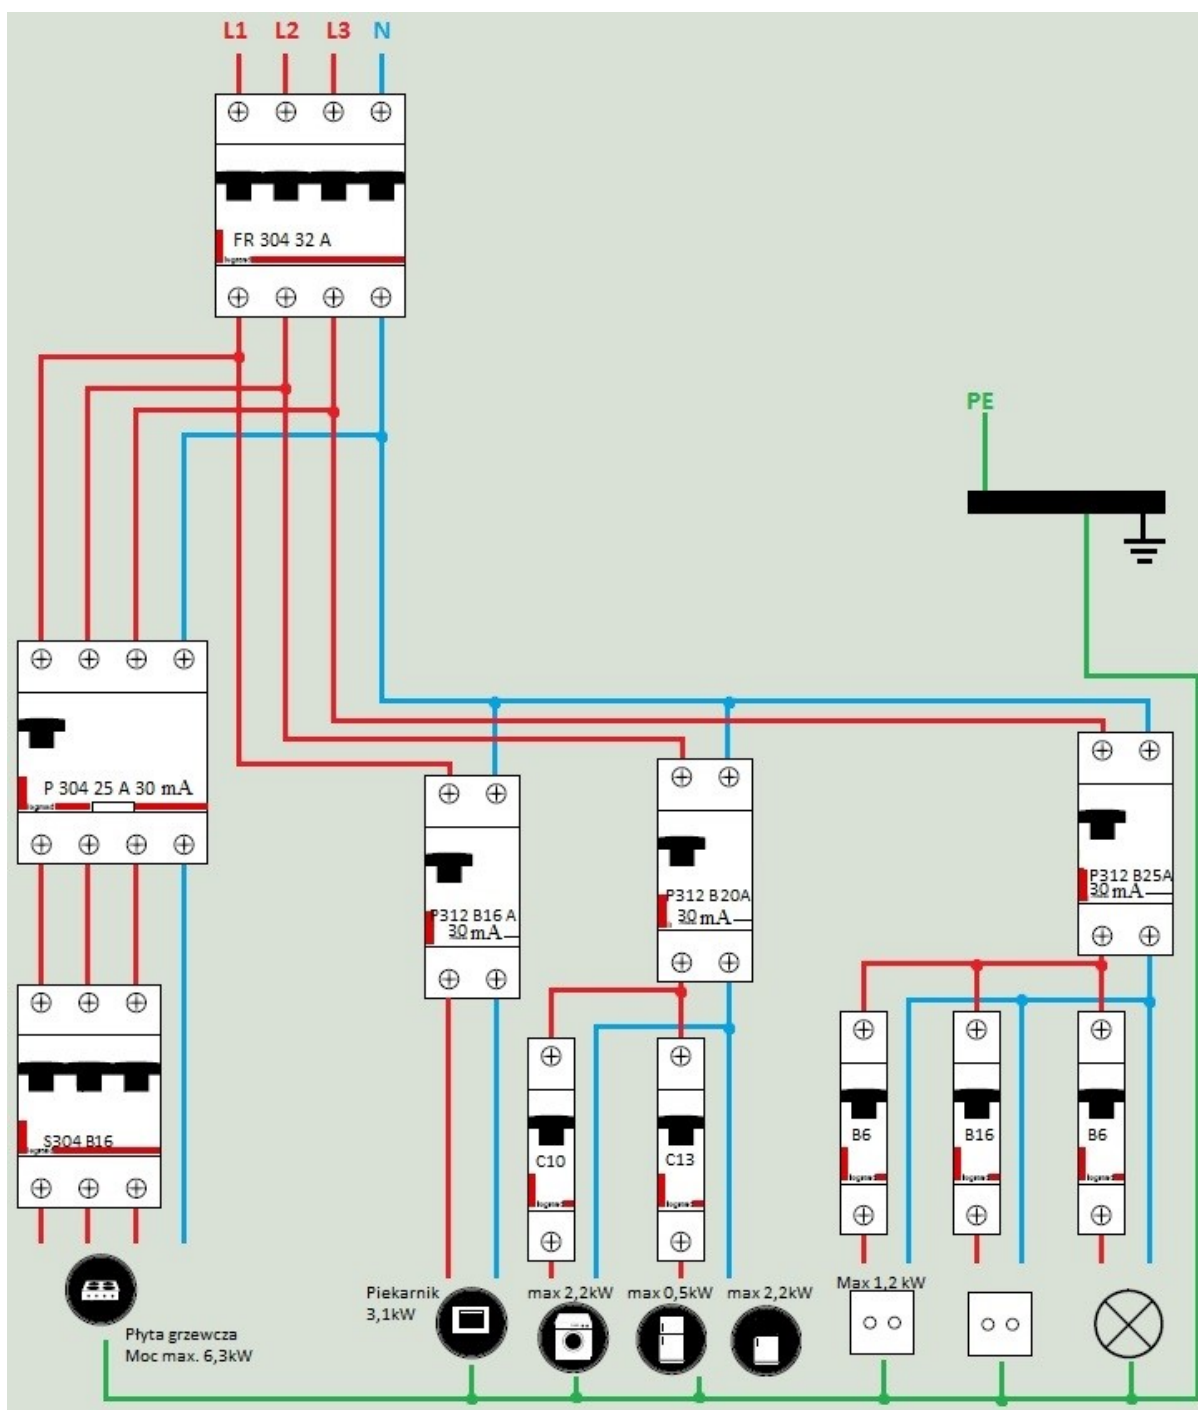 L1 L2 L3 N
FR 304 32 A
PE
P 304 25 A 30 mA
P312 B16 A
30 mA
P312 B20A
30 mA
P312 B25A
30 mA
S304 B16
C10
C13
B6
B16
B6
Płyta grzewcza
Moc max. 6,3kW
Piekarnik
3,1kW
max 2,2kW
max 0,5kW
max 2,2kW
Max 1,2 kW